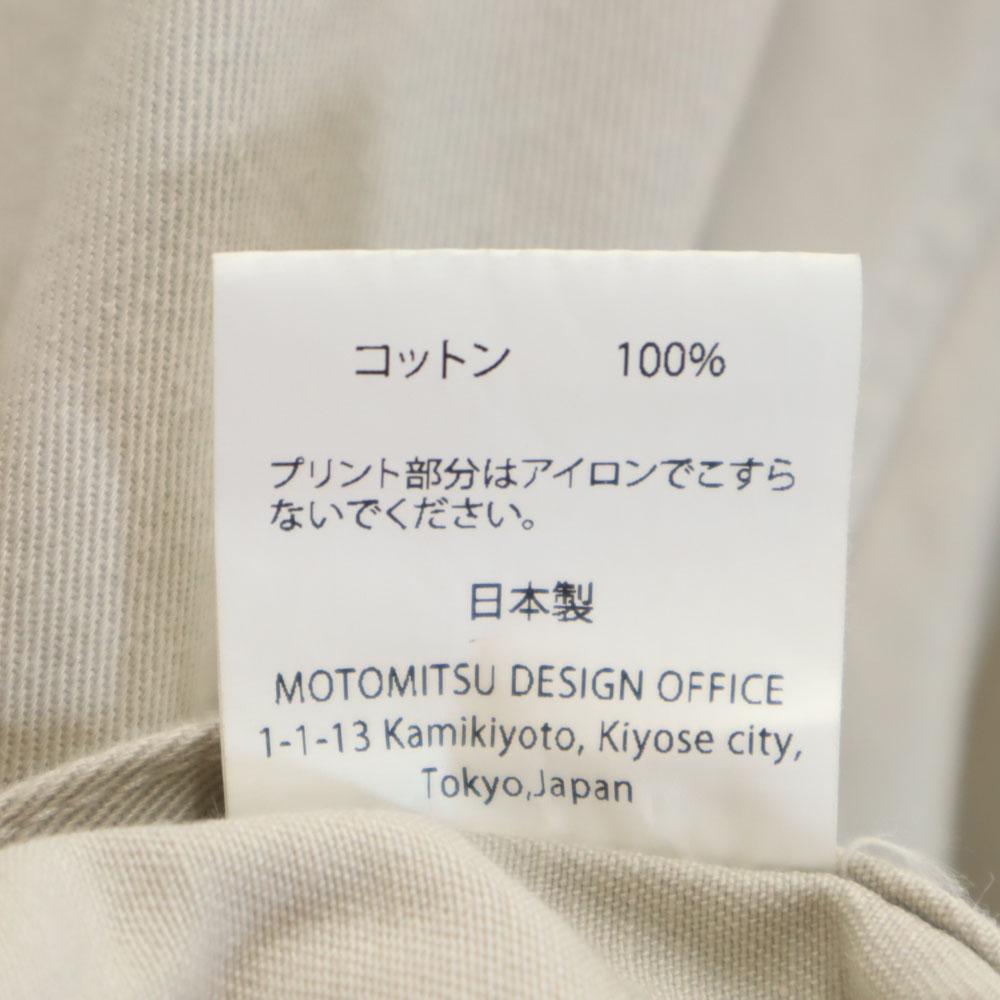 コットン 100%
プリント部分はアイロンでこすら
ないでください。
日本製
MOTOMITSU DESIGN OFFICE
1-1-13 Kamikiyoto, Kiyose city,
Tokyo,Japan